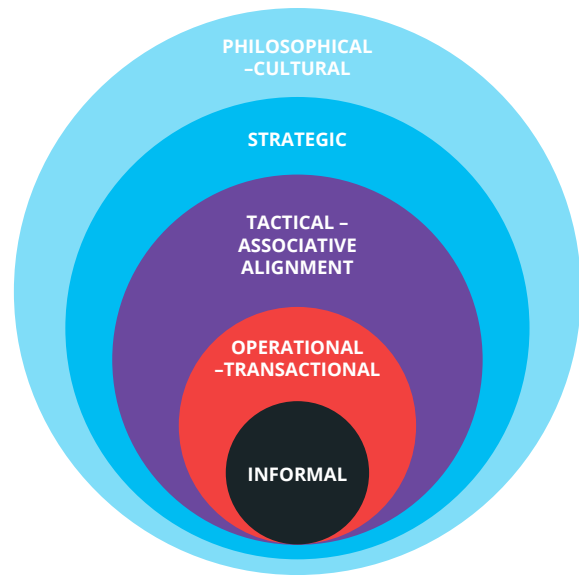 PHILOSOPHICAL
–CULTURAL
STRATEGIC
TACTICAL –
ASSOCIATIVE
ALIGNMENT
OPERATIONAL
–TRANSACTIONAL
INFORMAL